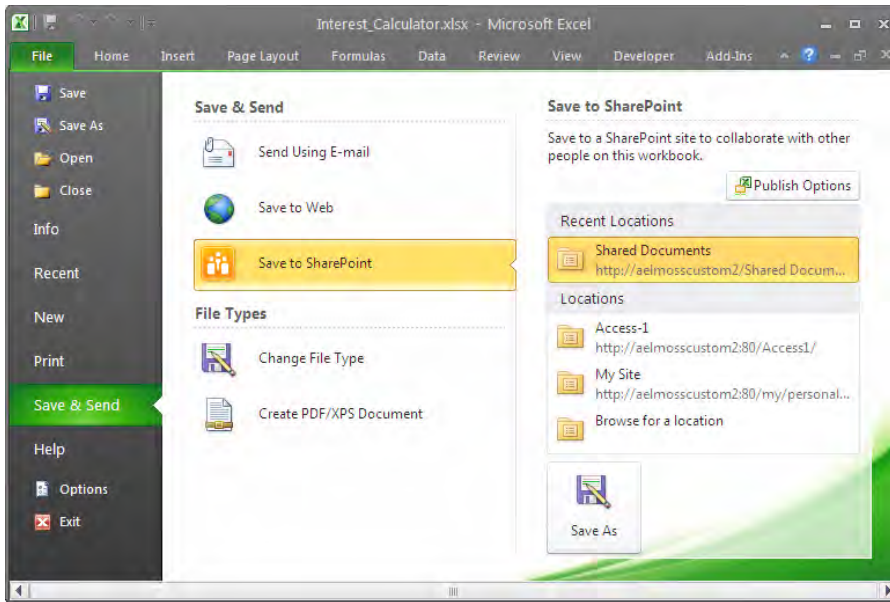 Interest_Calculator.xlsx - Microsoft Excel
File Home Insert Page Layout Formulas Data Review View Developer Add-Ins
Save
Save As
Open
Close
Info
Recent
New
Print
Save & Send
Help
Options
Exit
Save & Send
Send Using E-mail
Save to Web
Save to SharePoint
File Types
Change File Type
Create PDF/XPS Document
Save to SharePoint
Save to a SharePoint site to collaborate with other
people on this workbook.
Publish Options
Recent Locations
Shared Documents
http://aelmosscustom2/Shared Docum...
Locations
Access-1
http://aelmosscustom2:80/Access1/
My Site
http://aelmosscustom2:80/my/personal...
Browse for a location
Save As